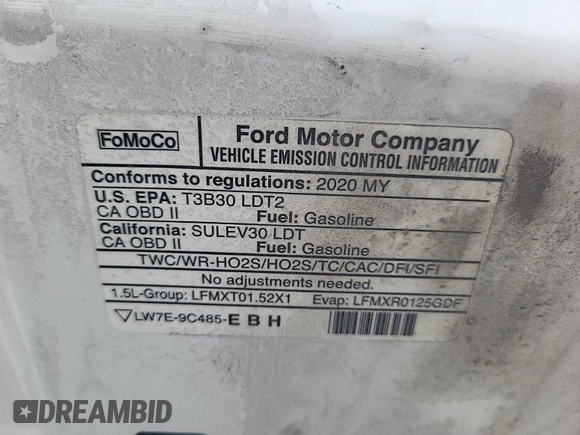 FoMoCo
Ford Motor Company
VEHICLE EMISSION CONTROL INFORMATION
Conforms to regulations: 2020 MY
U.S. EPA: T3B30 LDT2
CA OBD II Fuel: Gasoline
California: SULEV30 LDT
CA OBD II Fuel: Gasoline
TWC/WR-HO2S/HO2S/TC/CAC/DFI/SFI
No adjustments needed.
1.5L-Group: LFMXT01.52X1 Evap: LFMXR0125GDF
LW7E-9C485-E B H
DREAMBID